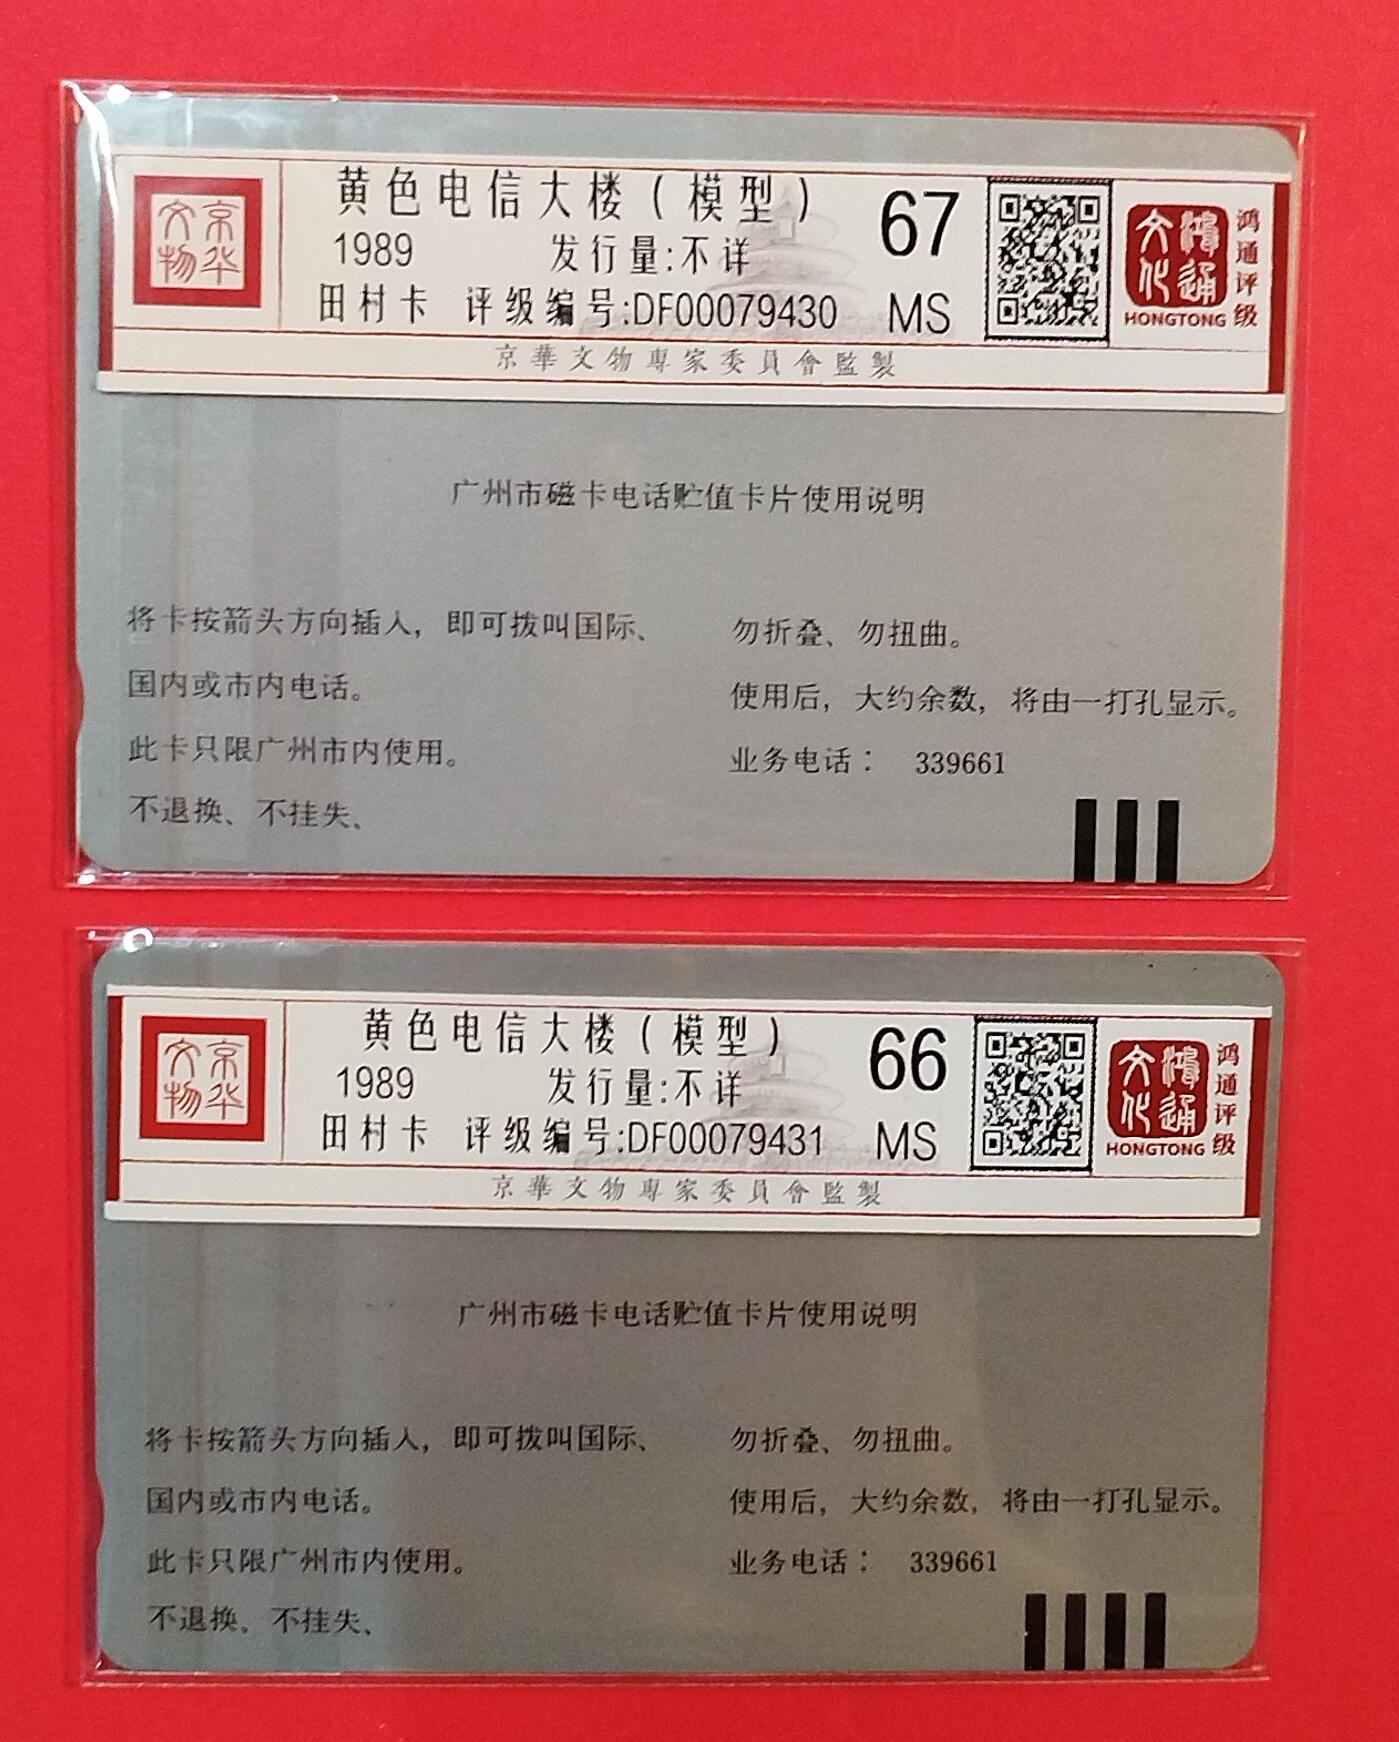 京华
文物
黄色电信大楼(模型)
1989 发行量:不详
田村卡 评级编号:DF00079430
67
MS
鸿通
文化
HONGTONG
鸿通评级
京華文物專家委員會監製
广州市磁卡电话贮值卡片使用说明
将卡按箭头方向插入，即可拨叫国际、
国内或市内电话。
此卡只限广州市内使用。
不退换、不挂失、
勿折叠、勿扭曲。
使用后，大约余数，将由一打孔显示。
业务电话： 339661
京华
文物
黄色电信大楼(模型)
1989 发行量:不详
田村卡 评级编号:DF00079431
66
MS
鸿通
文化
HONGTONG
鸿通评级
京華文物專家委員會監製
广州市磁卡电话贮值卡片使用说明
将卡按箭头方向插入，即可拨叫国际、
国内或市内电话。
此卡只限广州市内使用。
不退换、不挂失、
勿折叠、勿扭曲。
使用后，大约余数，将由一打孔显示。
业务电话： 339661